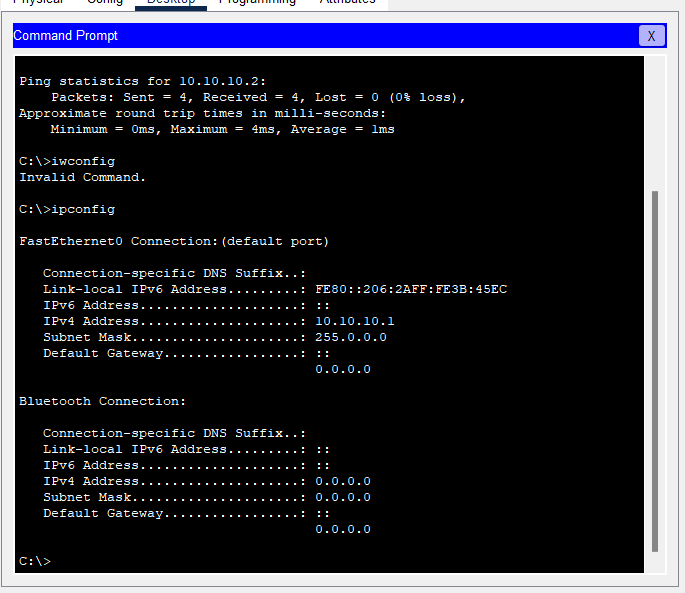 Physical Config Desktop Programming Attributes
Command Prompt
X
Ping statistics for 10.10.10.2:
Packets: Sent = 4, Received = 4, Lost = 0 (0% loss),
Approximate round trip times in milli-seconds:
Minimum = 0ms, Maximum = 4ms, Average = 1ms
C:\>iwconfig
Invalid Command.
C:\>ipconfig
FastEthernet0 Connection:(default port)
Connection-specific DNS Suffix..:
Link-local IPv6 Address.........: FE80::206:2AFF:FE3B:45EC
IPv6 Address....................: ::
IPv4 Address....................: 10.10.10.1
Subnet Mask.....................: 255.0.0.0
Default Gateway.................: ::
0.0.0.0
Bluetooth Connection:
Connection-specific DNS Suffix..:
Link-local IPv6 Address.........: ::
IPv6 Address....................: ::
IPv4 Address....................: 0.0.0.0
Subnet Mask.....................: 0.0.0.0
Default Gateway.................: ::
0.0.0.0
C:\>